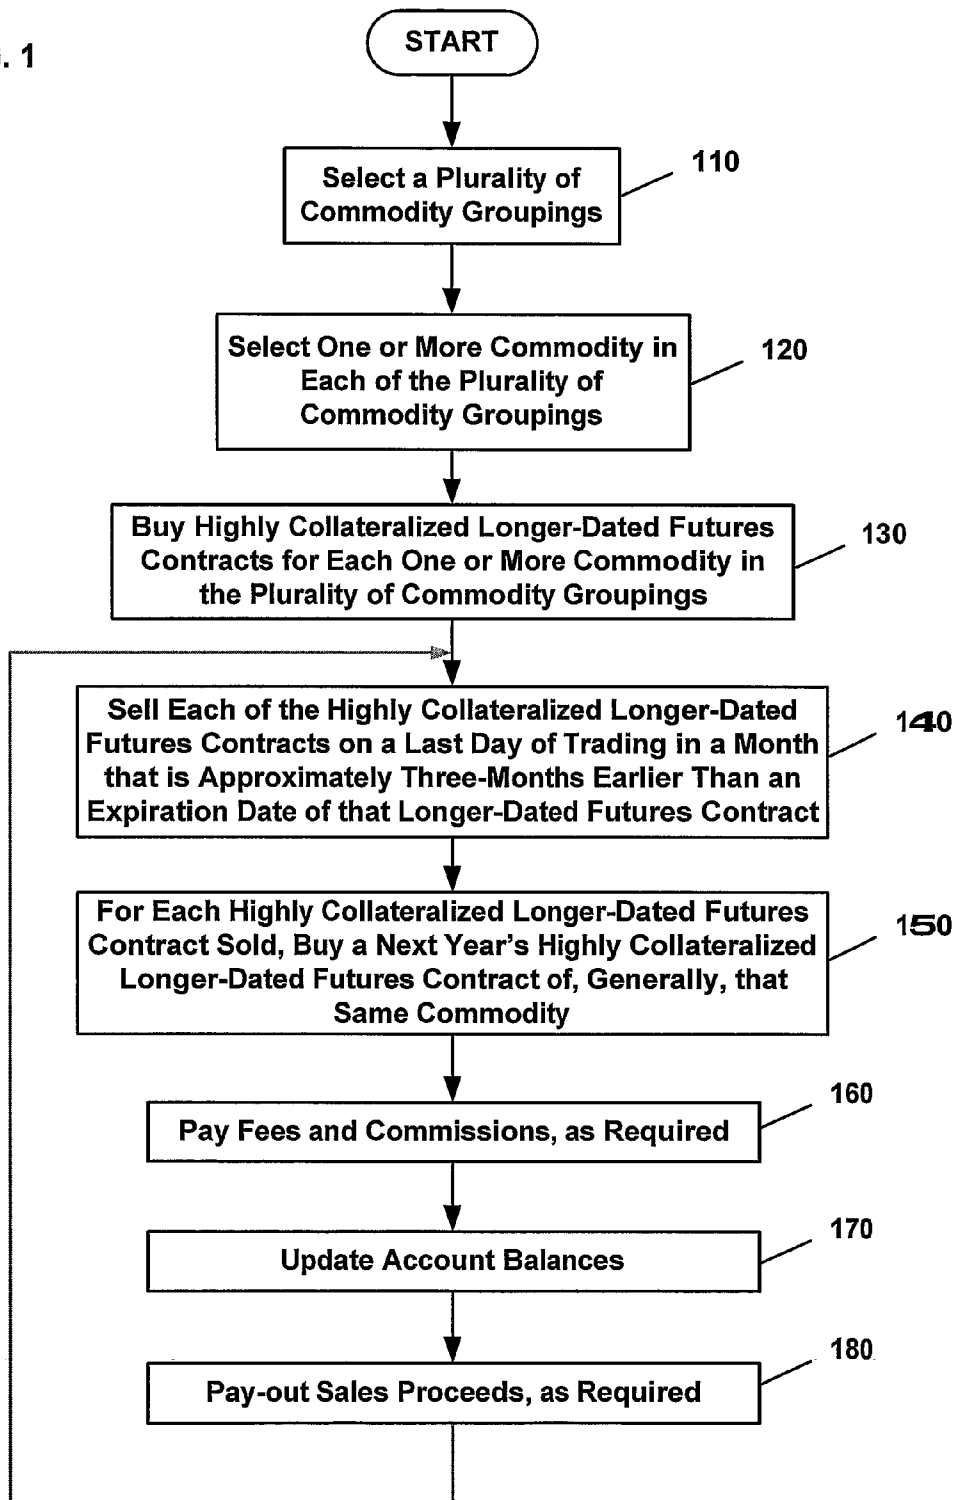 . 1
START
110
Select a Plurality of
Commodity Groupings
120
Select One or More Commodity in
Each of the Plurality of
Commodity Groupings
130
Buy Highly Collateralized Longer-Dated Futures
Contracts for Each One or More Commodity in
the Plurality of Commodity Groupings
140
Sell Each of the Highly Collateralized Longer-Dated
Futures Contracts on a Last Day of Trading in a Month
that is Approximately Three-Months Earlier Than an
Expiration Date of that Longer-Dated Futures Contract
150
For Each Highly Collateralized Longer-Dated Futures
Contract Sold, Buy a Next Year's Highly Collateralized
Longer-Dated Futures Contract of, Generally, that
Same Commodity
160
Pay Fees and Commissions, as Required
170
Update Account Balances
180
Pay-out Sales Proceeds, as Required